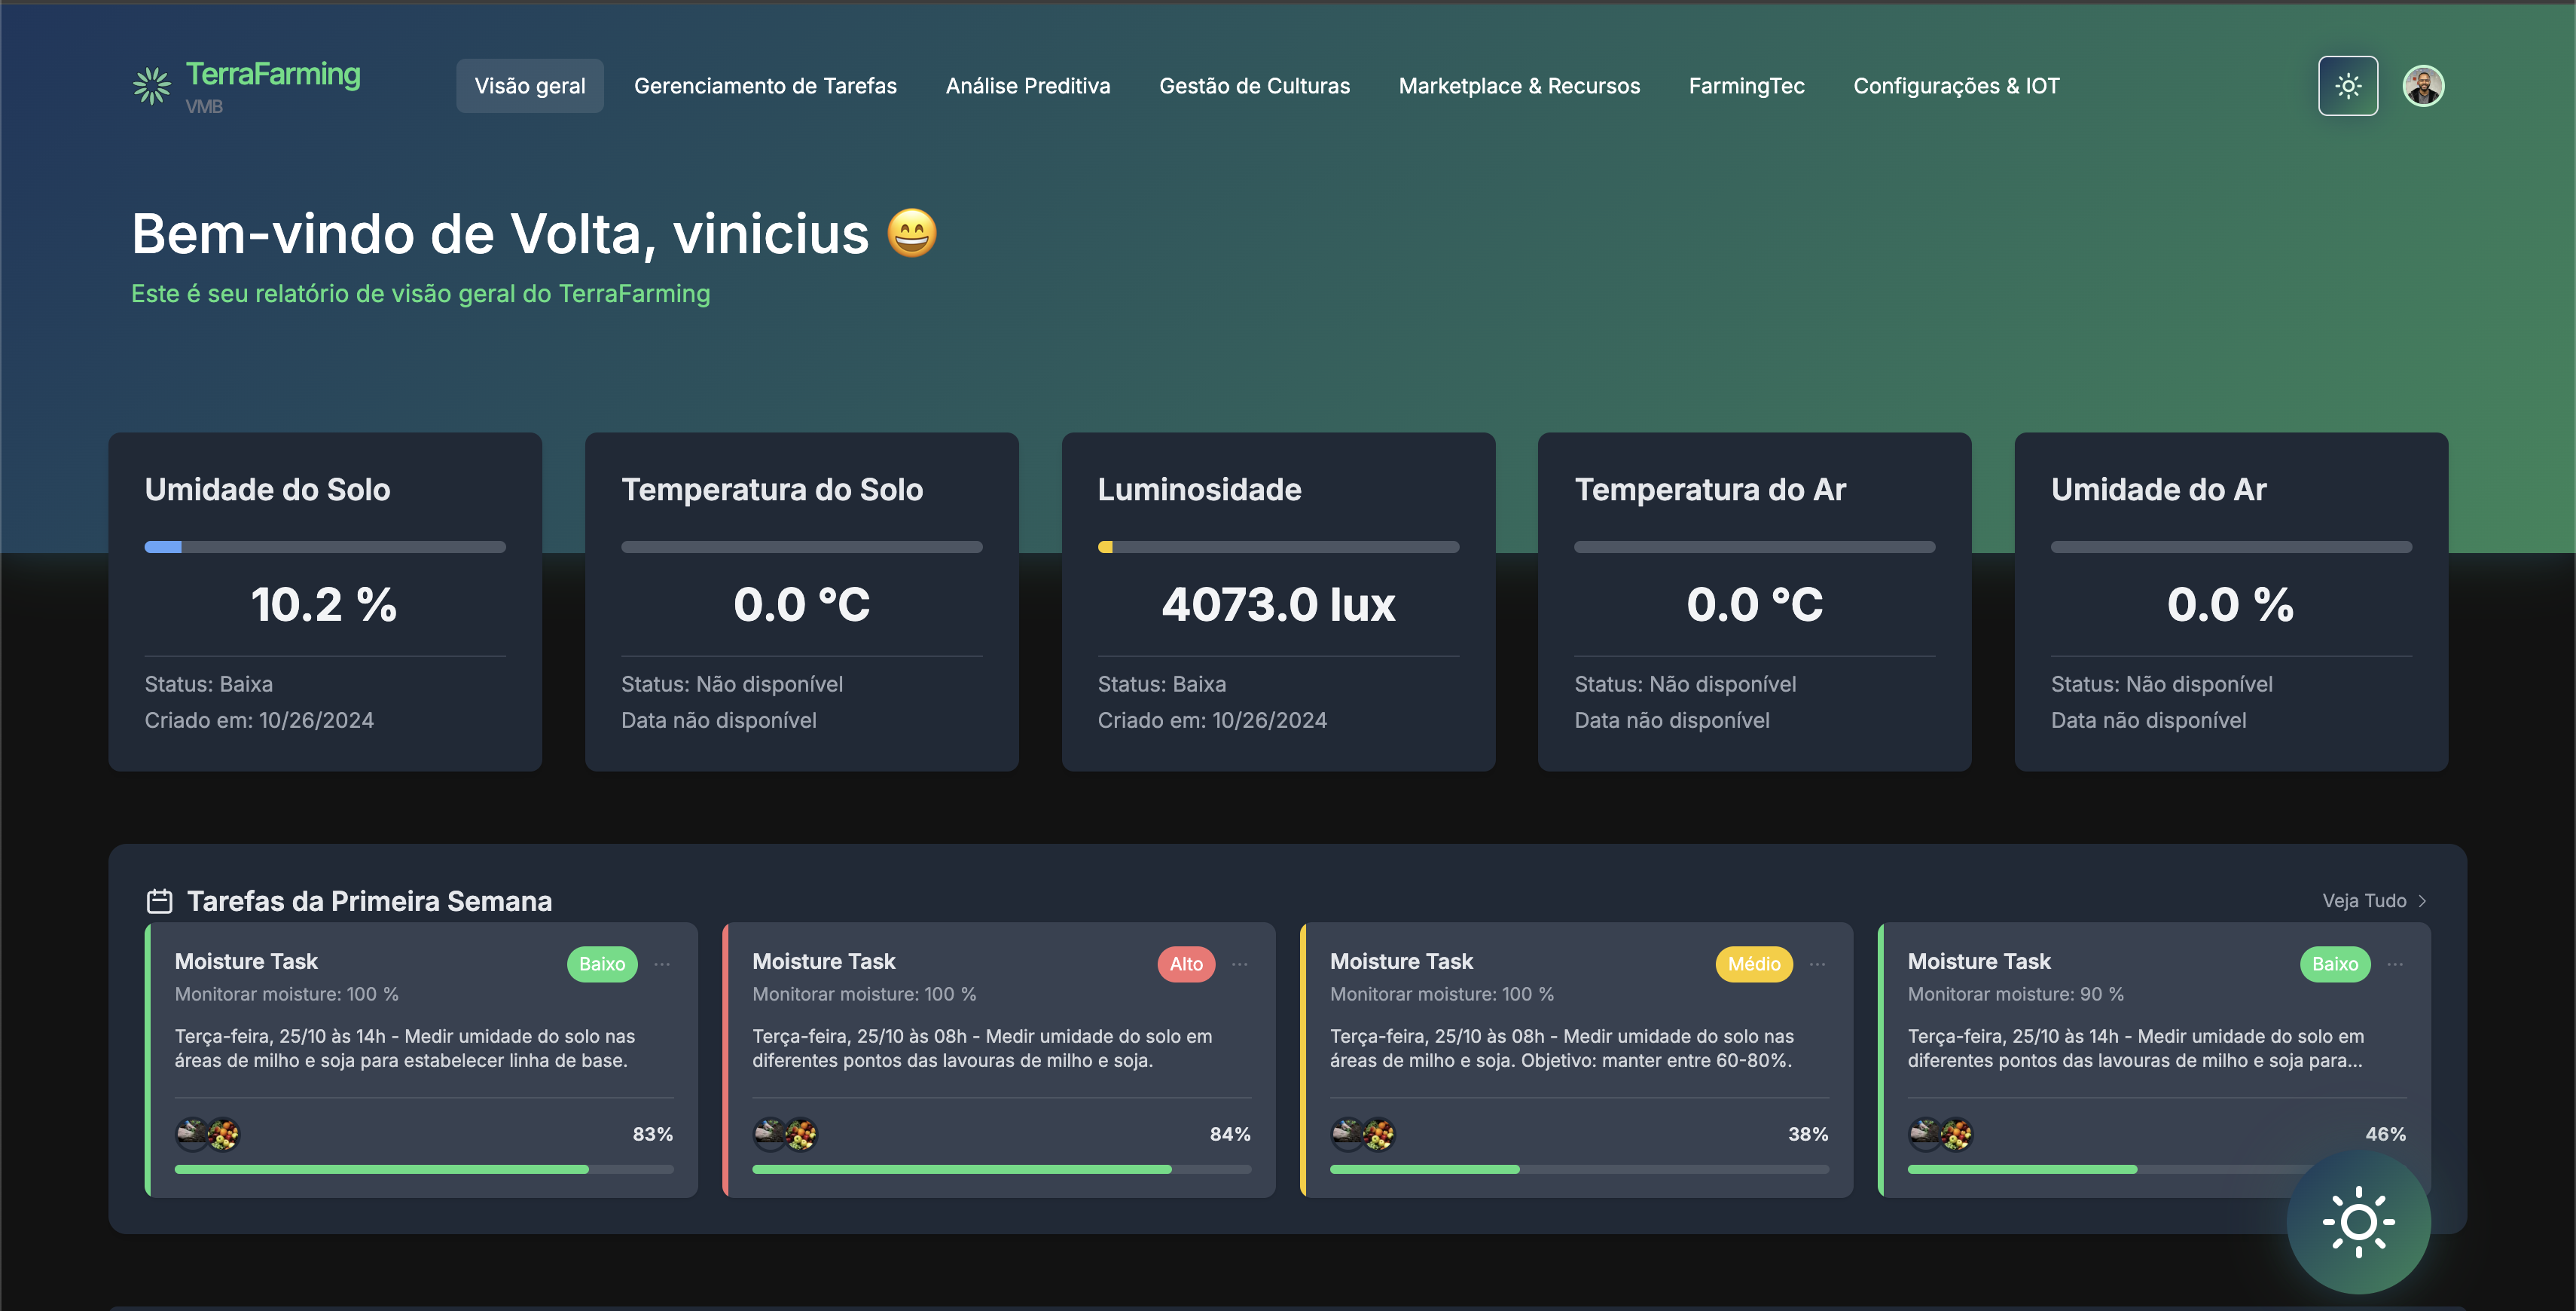 TerraFarming
VMB
Visão geral
Gerenciamento de Tarefas
Análise Preditiva
Gestão de Culturas
Marketplace & Recursos
FarmingTec
Configurações & IOT
Bem-vindo de Volta, vinicius 😄
Este é seu relatório de visão geral do TerraFarming
Umidade do Solo
10.2 %
Status: Baixa
Criado em: 10/26/2024
Temperatura do Solo
0.0 °C
Status: Não disponível
Data não disponível
Luminosidade
4073.0 lux
Status: Baixa
Criado em: 10/26/2024
Temperatura do Ar
0.0 °C
Status: Não disponível
Data não disponível
Umidade do Ar
0.0 %
Status: Não disponível
Data não disponível
Tarefas da Primeira Semana
Veja Tudo
Moisture Task
Baixo
Monitorar moisture: 100 %
Terça-feira, 25/10 às 14h - Medir umidade do solo nas
áreas de milho e soja para estabelecer linha de base.
83%
Moisture Task
Alto
Monitorar moisture: 100 %
Terça-feira, 25/10 às 08h - Medir umidade do solo em
diferentes pontos das lavouras de milho e soja.
84%
Moisture Task
Médio
Monitorar moisture: 100 %
Terça-feira, 25/10 às 08h - Medir umidade do solo nas
áreas de milho e soja. Objetivo: manter entre 60-80%.
38%
Moisture Task
Baixo
Monitorar moisture: 90 %
Terça-feira, 25/10 às 14h - Medir umidade do solo em
diferentes pontos das lavouras de milho e soja para...
46%